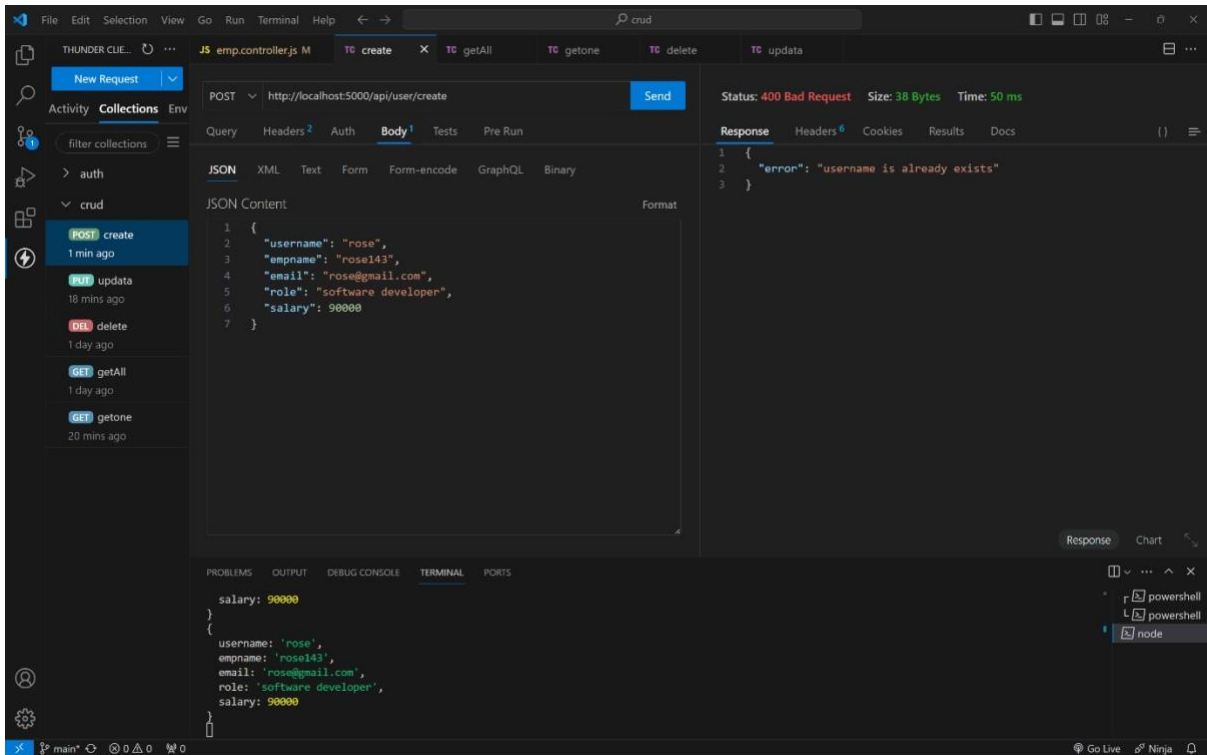 File Edit Selection View Go Run Terminal Help ← → crud
THUNDER CLIE... ···
JS emp.controller.js M TC create × TC getAll TC getone TC delete TC updata ···
New Request
Activity Collections Env
filter collections
> auth
crud
POST create
1 min ago
PUT updata
18 mins ago
DEL delete
1 day ago
GET getAll
1 day ago
GET getone
20 mins ago
POST http://localhost:5000/api/user/create Send
Query Headers 2 Auth Body 1 Tests Pre Run
JSON XML Text Form Form-encode GraphQL Binary
JSON Content Format
1 {
2 "username": "rose",
3 "empname": "rose143",
4 "email": "rose@gmail.com",
5 "role": "software developer",
6 "salary": 90000
7 }
Status: 400 Bad Request Size: 38 Bytes Time: 50 ms
Response Headers 6 Cookies Results Docs {}
1 {
2 "error": "username is already exists"
3 }
Response Chart
PROBLEMS OUTPUT DEBUG CONSOLE TERMINAL PORTS
salary: 90000
}
{
username: 'rose',
empname: 'rose143',
email: 'rose@gmail.com',
role: 'software developer',
salary: 90000
}
powershell
powershell
node
1
main* 0 0 0 Go Live Ninja